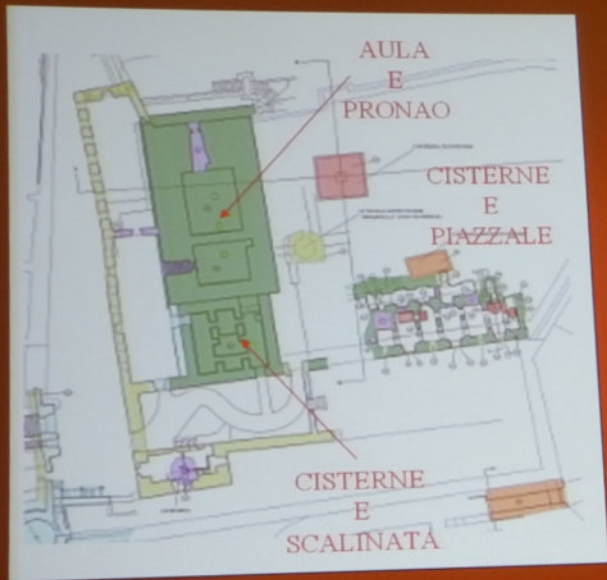 AULA
E
PRONAO
CISTERNE
E
PIAZZALE
CISTERNE
E
SCALINATA